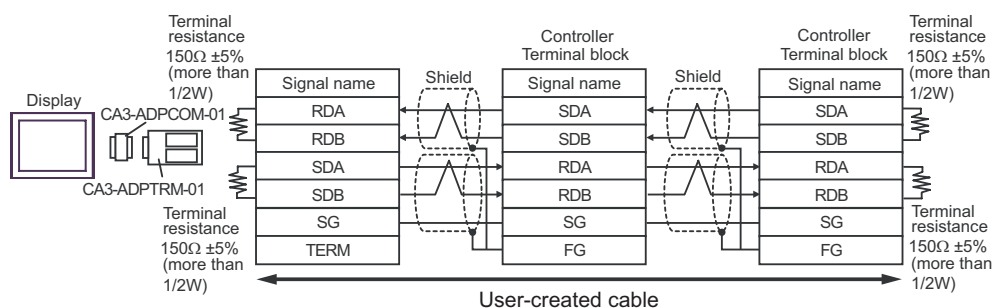 Terminal
resistance
150Ω ±5%
(more than
1/2W)
Display
CA3-ADPCOM-01
CA3-ADPTRM-01
Terminal
resistance
150Ω ±5%
(more than
1/2W)
Signal name
RDA
RDB
SDA
SDB
SG
TERM
Shield
Controller
Terminal block
Signal name
SDA
SDB
RDA
RDB
SG
FG
Shield
Controller
Terminal block
Signal name
SDA
SDB
RDA
RDB
SG
FG
Terminal
resistance
150Ω ±5%
(more than
1/2W)
Terminal
resistance
150Ω ±5%
(more than
1/2W)
User-created cable